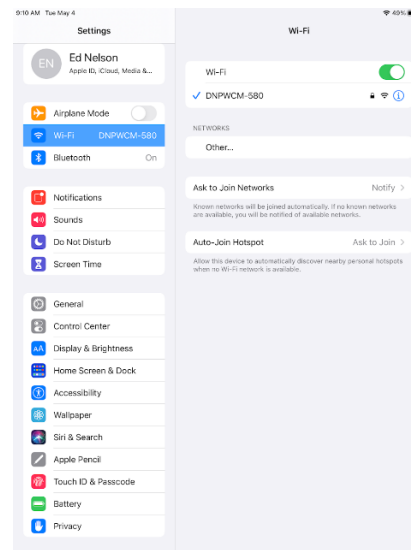 9:10 AM Tue May 4
49%
Settings
EN
Ed Nelson
Apple ID, iCloud, Media &...
Airplane Mode
Wi-Fi DNPWCM-580
Bluetooth On
Notifications
Sounds
Do Not Disturb
Screen Time
General
Control Center
AA Display & Brightness
Home Screen & Dock
Accessibility
Wallpaper
Siri & Search
Apple Pencil
Touch ID & Passcode
Battery
Privacy
Wi-Fi
Wi-Fi
DNPWCM-580
NETWORKS
Other...
Ask to Join Networks Notify
Known networks will be joined automatically. If no known networks
are available, you will be notified of available networks.
Auto-Join Hotspot Ask to Join
Allow this device to automatically discover nearby personal hotspots
when no Wi-Fi network is available.